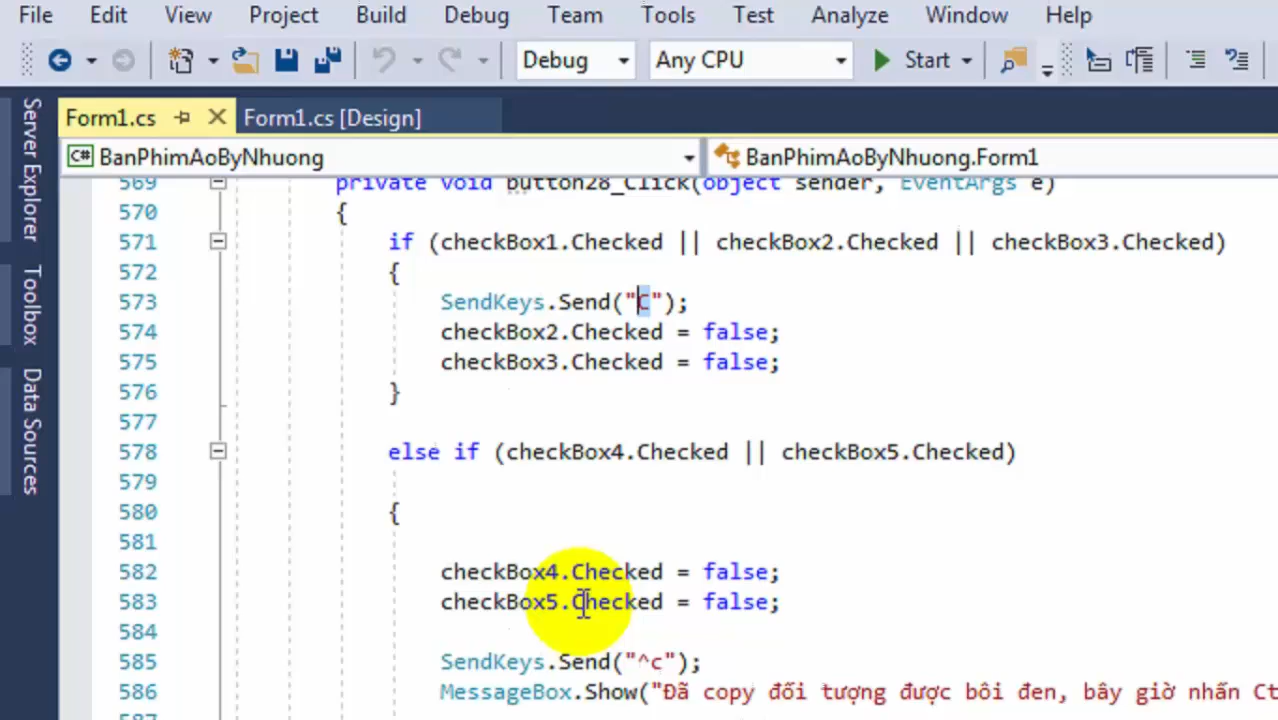 File Edit View Project Build Debug Team Tools Test Analyze Window Help
Debug Any CPU Start
Form1.cs Form1.cs [Design]
C# BanPhimAoByNhuong BanPhimAoByNhuong.Form1
Server Explorer
Toolbox
Data Sources
569 private void button28_Click(object sender, EventArgs e)
570 {
571 if (checkBox1.Checked || checkBox2.Checked || checkBox3.Checked)
572 {
573 SendKeys.Send("C");
574 checkBox2.Checked = false;
575 checkBox3.Checked = false;
576 }
577
578 else if (checkBox4.Checked || checkBox5.Checked)
579
580 {
581
582 checkBox4.Checked = false;
583 checkBox5.Checked = false;
584
585 SendKeys.Send("^c");
586 MessageBox.Show("Đã copy đối tượng được bôi đen, bây giờ nhấn Ct